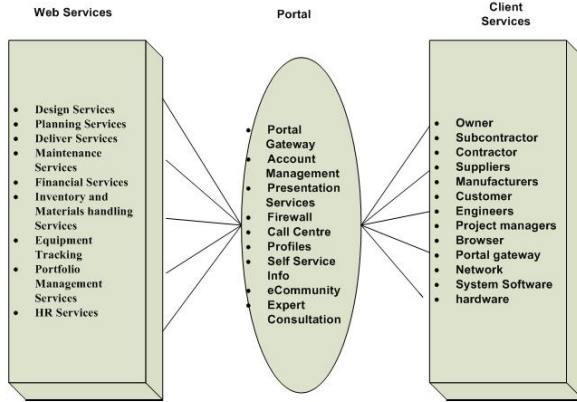 Web Services
Portal
Client
Services
• Design Services
• Planning Services
• Deliver Services
• Maintenance
Services
• Financial Services
• Inventory and
Materials handling
Services
• Equipment
Tracking
• Portfolio
Management
Services
• HR Services
• Portal
Gateway
• Account
Management
• Presentation
Services
• Firewall
• Call Centre
• Profiles
• Self Service
Info
• eCommunity
• Expert
Consultation
• Owner
• Subcontractor
• Contractor
• Suppliers
• Manufacturers
• Customer
• Engineers
• Project managers
• Browser
• Portal gateway
• Network
• System Software
• hardware